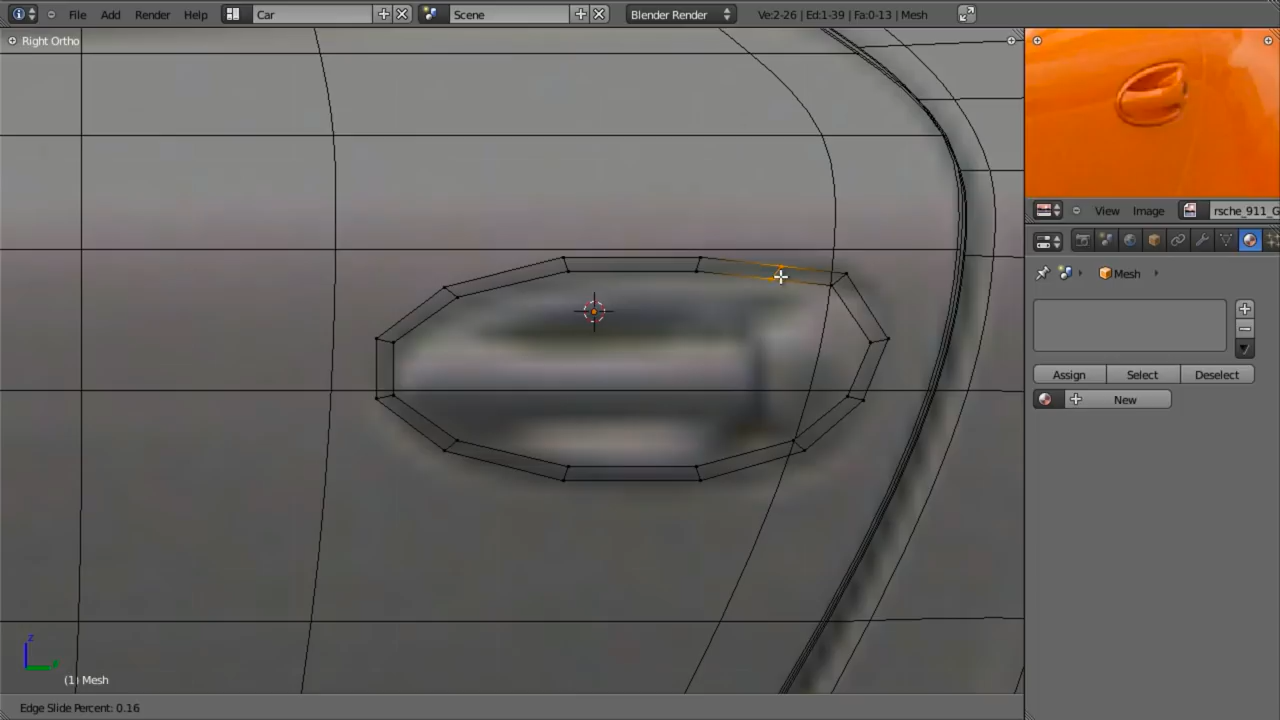 File Add Render Help Car Scene Blender Render Ve:2-26 | Ed:1-39 | Fa:0-13 | Mesh
Right Ortho
View Image rsche_911_G
Mesh
Assign Select Deselect
New
z
(1) Mesh
Edge Slide Percent: 0.16